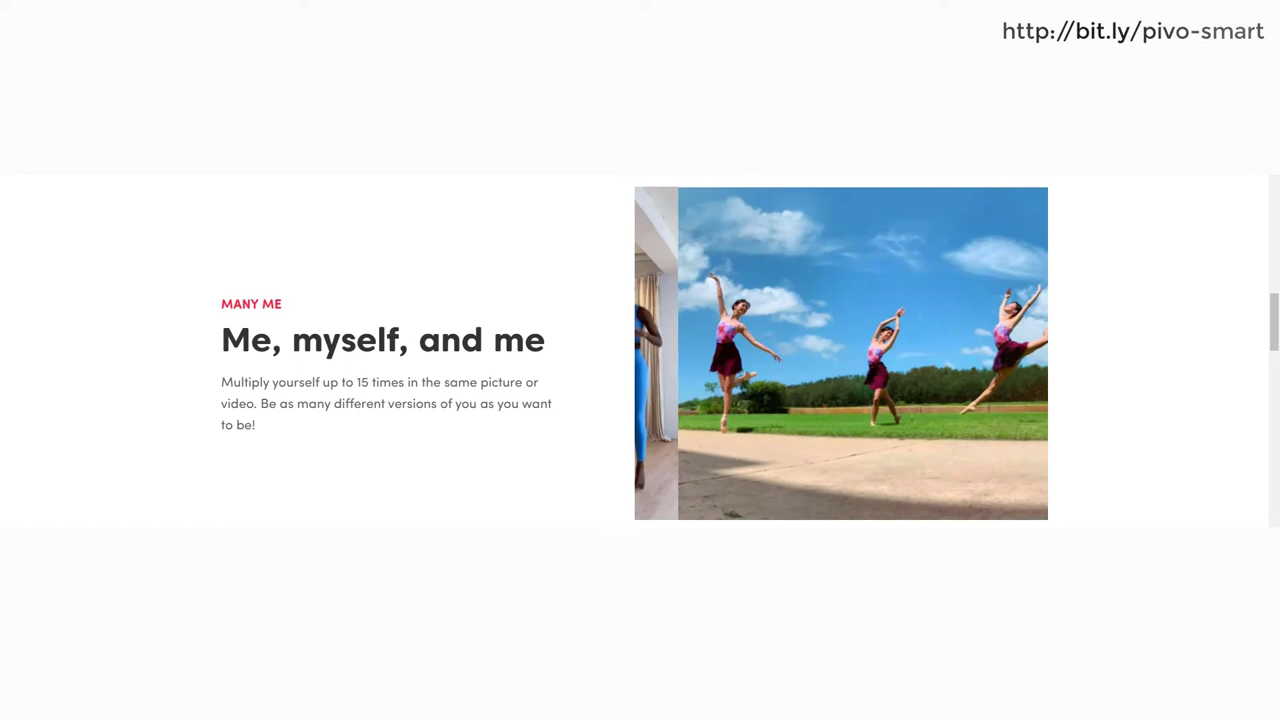 http://bit.ly/pivo-smart
MANY ME
Me, myself, and me
Multiply yourself up to 15 times in the same picture or
video. Be as many different versions of you as you want
to be!